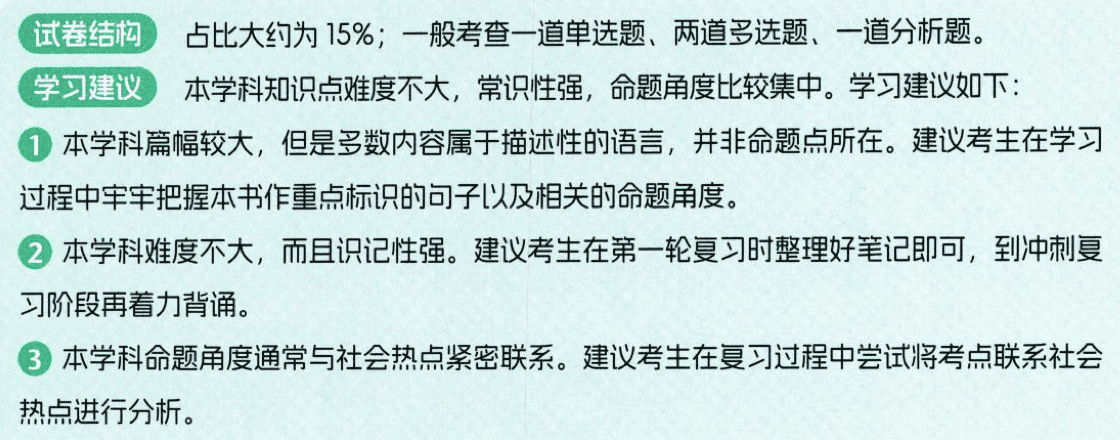 试卷结构 占比大约为 15%；一般考查一道单选题、两道多选题、一道分析题。
学习建议 本学科知识点难度不大，常识性强，命题角度比较集中。学习建议如下：
1 本学科篇幅较大，但是多数内容属于描述性的语言，并非命题点所在。建议考生在学习
过程中牢牢把握本书作重点标识的句子以及相关的命题角度。
2 本学科难度不大，而且识记性强。建议考生在第一轮复习时整理好笔记即可，到冲刺复
习阶段再着力背诵。
3 本学科命题角度通常与社会热点紧密联系。建议考生在复习过程中尝试将考点联系社会
热点进行分析。